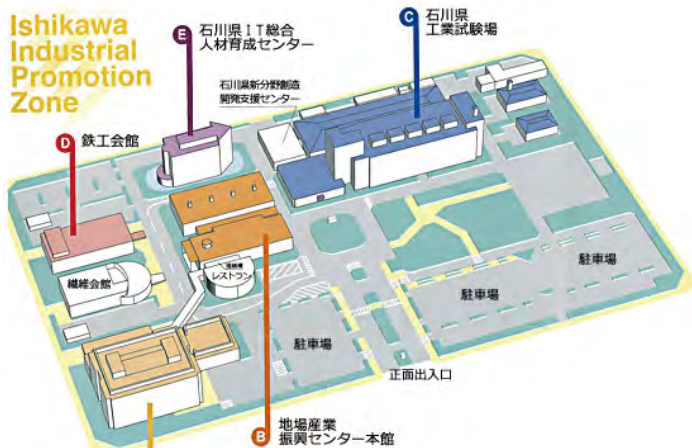 Ishikawa
Industrial
Promotion
Zone
E
石川県IT総合
人材育成センター
C
石川県
工業試験場
石川県新分野創造
開発支援センター
D
鉄工会館
繊維会館
レストラン
駐車場
駐車場
駐車場
正面出入口
B
地場産業
振興センター本館